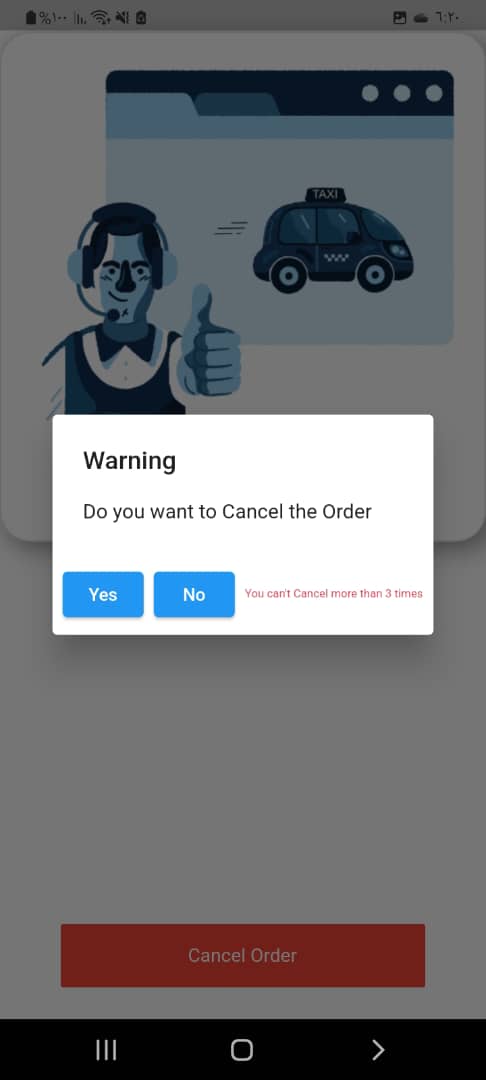 %١٠٠
٦:٢٠
TAXI
Warning
Do you want to Cancel the Order
Yes
No
You can't Cancel more than 3 times
Cancel Order